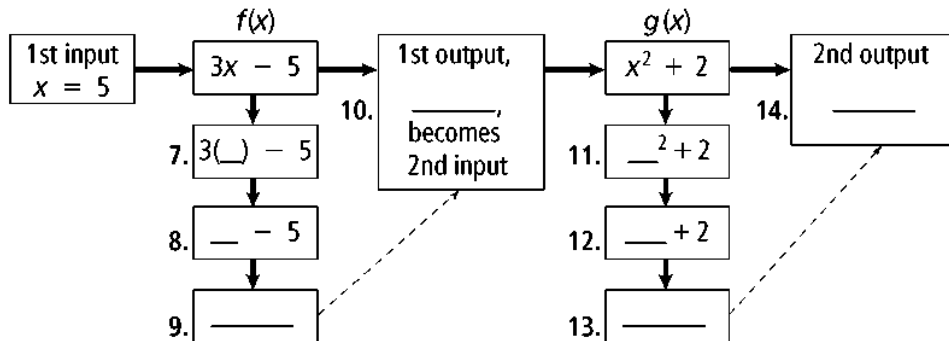 f(x)
g(x)
1st input
x = 5
3x − 5
1st output,
10. ______,
becomes
2nd input
x² + 2
2nd output
14. ______
7. 3(__) − 5
11. __² + 2
8. __ − 5
12. ___ + 2
9. ______
13. ______